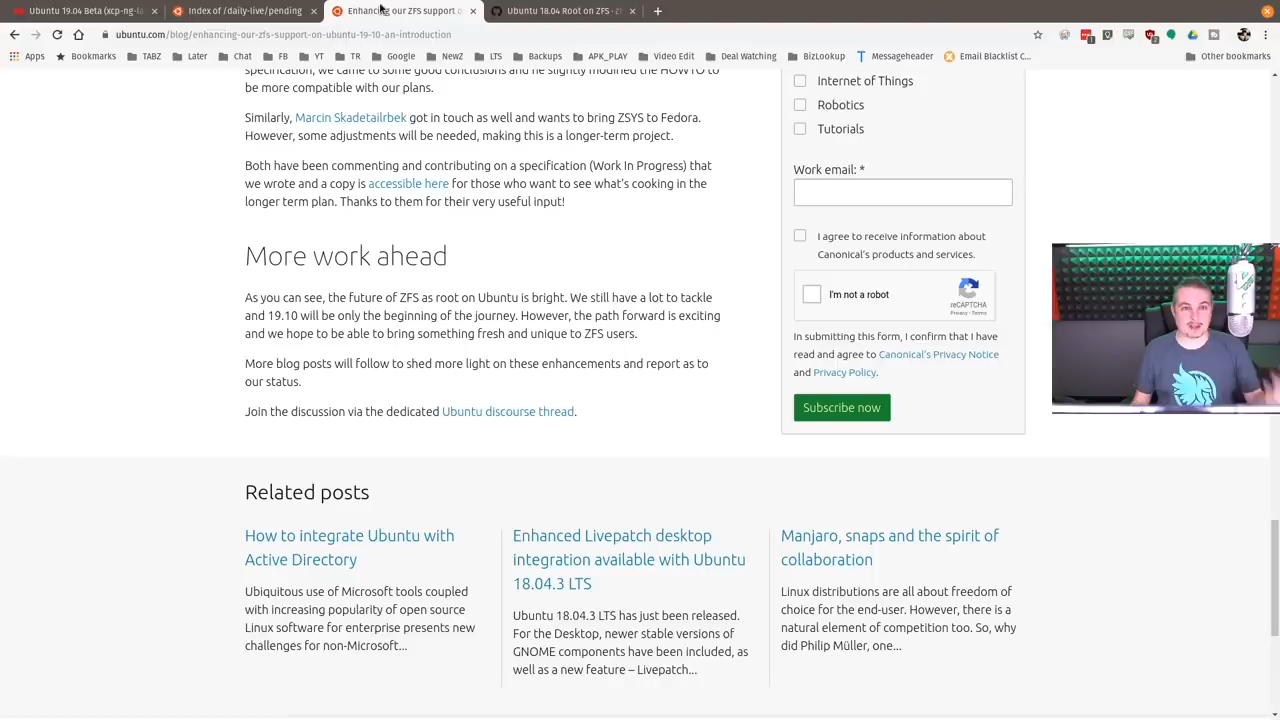 Ubuntu 19.04 Beta (xcp-ng-la
Index of /daily-live/pending
Enhancing our ZFS support o
Ubuntu 18.04 Root on ZFS · z
ubuntu.com/blog/enhancing-our-zfs-support-on-ubuntu-19-10-an-introduction
Apps
Bookmarks
TABZ
Later
Chat
FB
YT
TR
Google
NewZ
LTS
Backups
APK_PLAY
Video Edit
Deal Watching
BizLookup
Messageheader
Email Blacklist C...
Other bookmarks
specification, we came to some good conclusions and he slightly modified the HOWTO to
be more compatible with our plans.
Similarly, Marcin Skadetailrbek got in touch as well and wants to bring ZSYS to Fedora.
However, some adjustments will be needed, making this is a longer-term project.
Both have been commenting and contributing on a specification (Work In Progress) that
we wrote and a copy is accessible here for those who want to see what's cooking in the
longer term plan. Thanks to them for their very useful input!
More work ahead
As you can see, the future of ZFS as root on Ubuntu is bright. We still have a lot to tackle
and 19.10 will be only the beginning of the journey. However, the path forward is exciting
and we hope to be able to bring something fresh and unique to ZFS users.
More blog posts will follow to shed more light on these enhancements and report as to
our status.
Join the discussion via the dedicated Ubuntu discourse thread.
Internet of Things
Robotics
Tutorials
Work email: *
I agree to receive information about
Canonical's products and services.
I'm not a robot
reCAPTCHA
Privacy - Terms
In submitting this form, I confirm that I have
read and agree to Canonical's Privacy Notice
and Privacy Policy.
Subscribe now
Related posts
How to integrate Ubuntu with
Active Directory
Ubiquitous use of Microsoft tools coupled
with increasing popularity of open source
Linux software for enterprise presents new
challenges for non-Microsoft...
Enhanced Livepatch desktop
integration available with Ubuntu
18.04.3 LTS
Ubuntu 18.04.3 LTS has just been released.
For the Desktop, newer stable versions of
GNOME components have been included, as
well as a new feature – Livepatch...
Manjaro, snaps and the spirit of
collaboration
Linux distributions are all about freedom of
choice for the end-user. However, there is a
natural element of competition too. So, why
did Philip Müller, one...